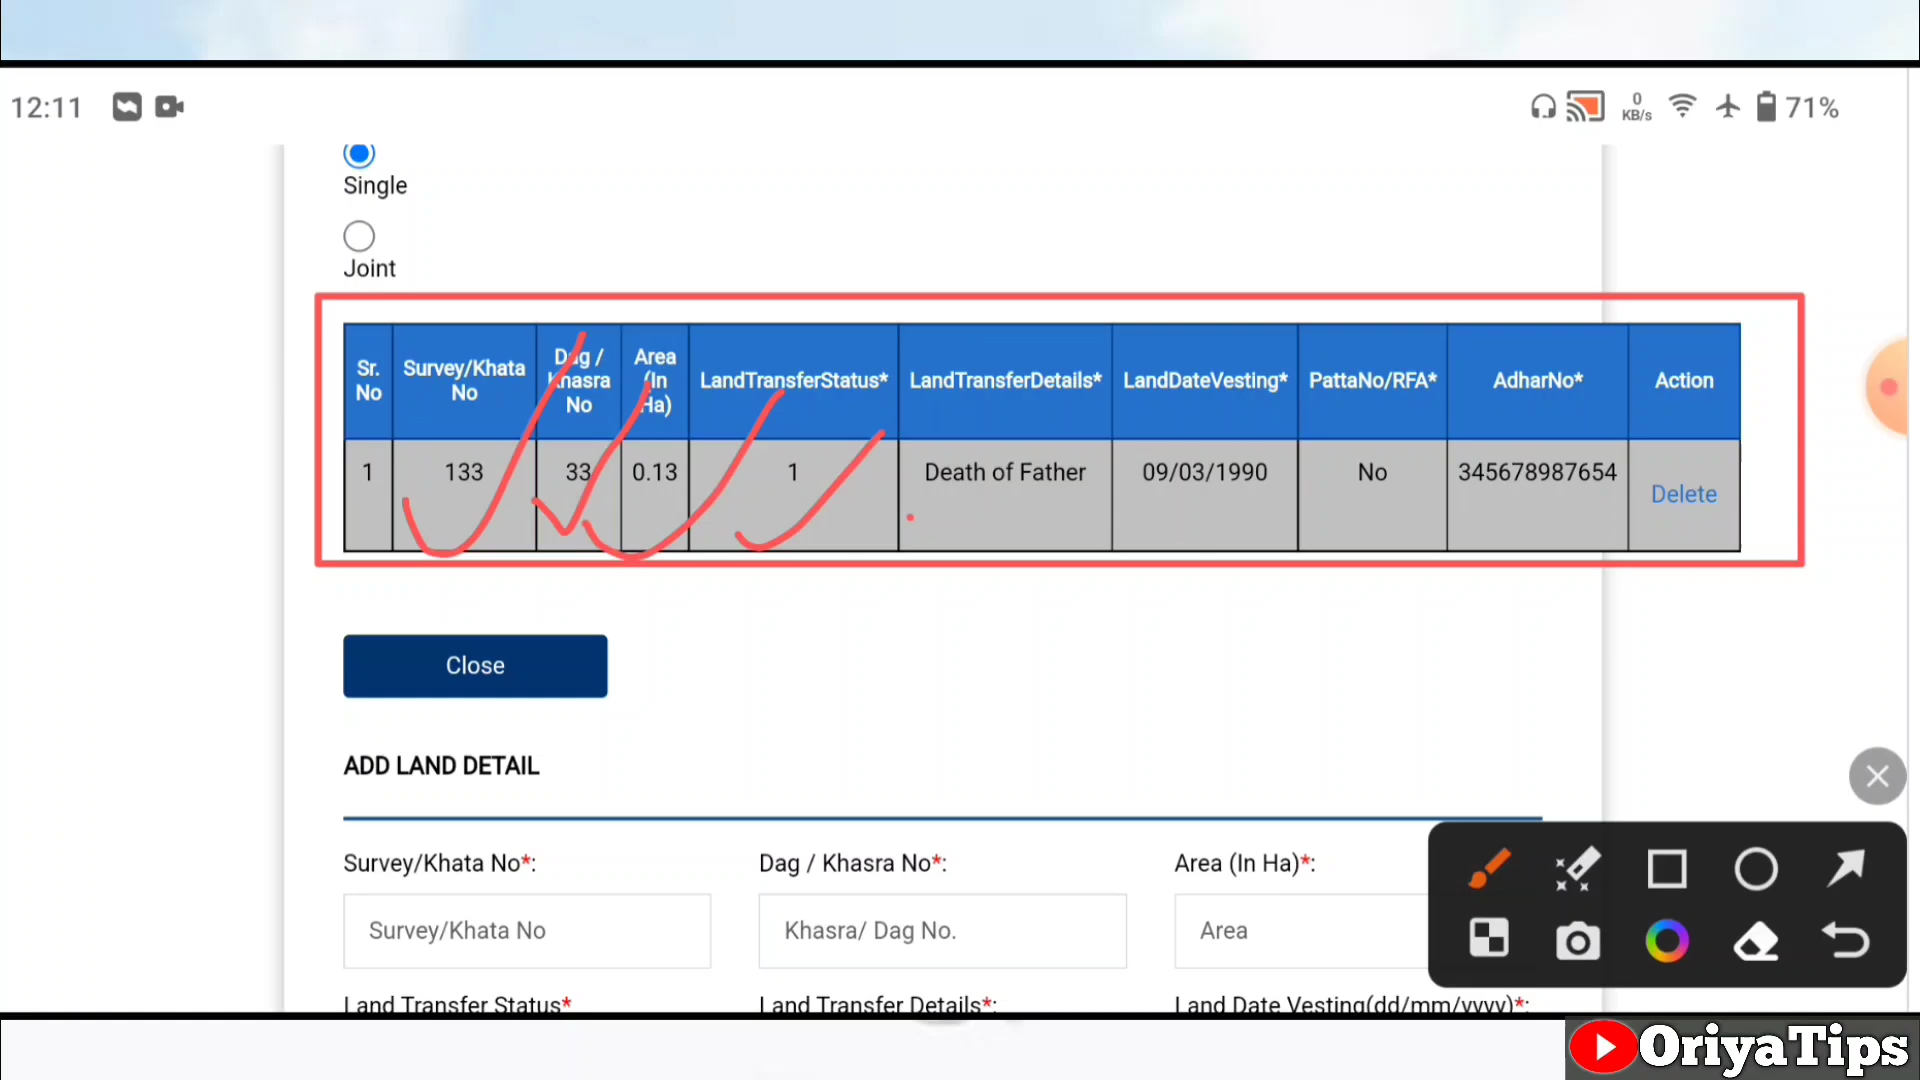 12:11
0
KB/s
71%
Single
Joint
Sr. No
Survey/Khata No
Dag / Khasra No
Area (In Ha)
LandTransferStatus*
LandTransferDetails*
LandDateVesting*
PattaNo/RFA*
AdharNo*
Action
1
133
33
0.13
1
Death of Father
09/03/1990
No
345678987654
Delete
Close
ADD LAND DETAIL
Survey/Khata No*:
Dag / Khasra No*:
Area (In Ha)*:
Survey/Khata No
Khasra/ Dag No.
Area
Land Transfer Status*
Land Transfer Details*:
Land Date Vesting(dd/mm/yyyy)*:
OriyaTips